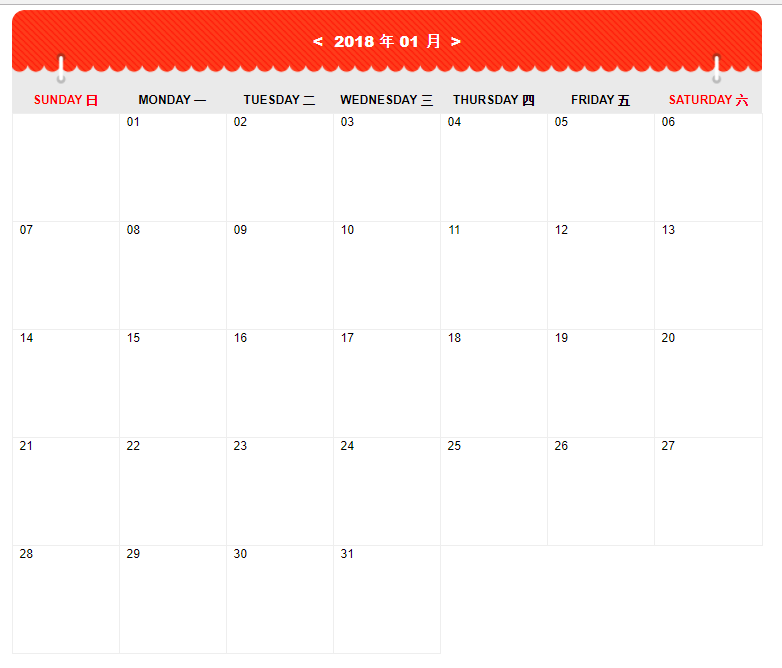 < 2018 年 01 月 >
SUNDAY 日 MONDAY 一 TUESDAY 二 WEDNESDAY 三 THURSDAY 四 FRIDAY 五 SATURDAY 六
01 02 03 04 05 06
07 08 09 10 11 12 13
14 15 16 17 18 19 20
21 22 23 24 25 26 27
28 29 30 31